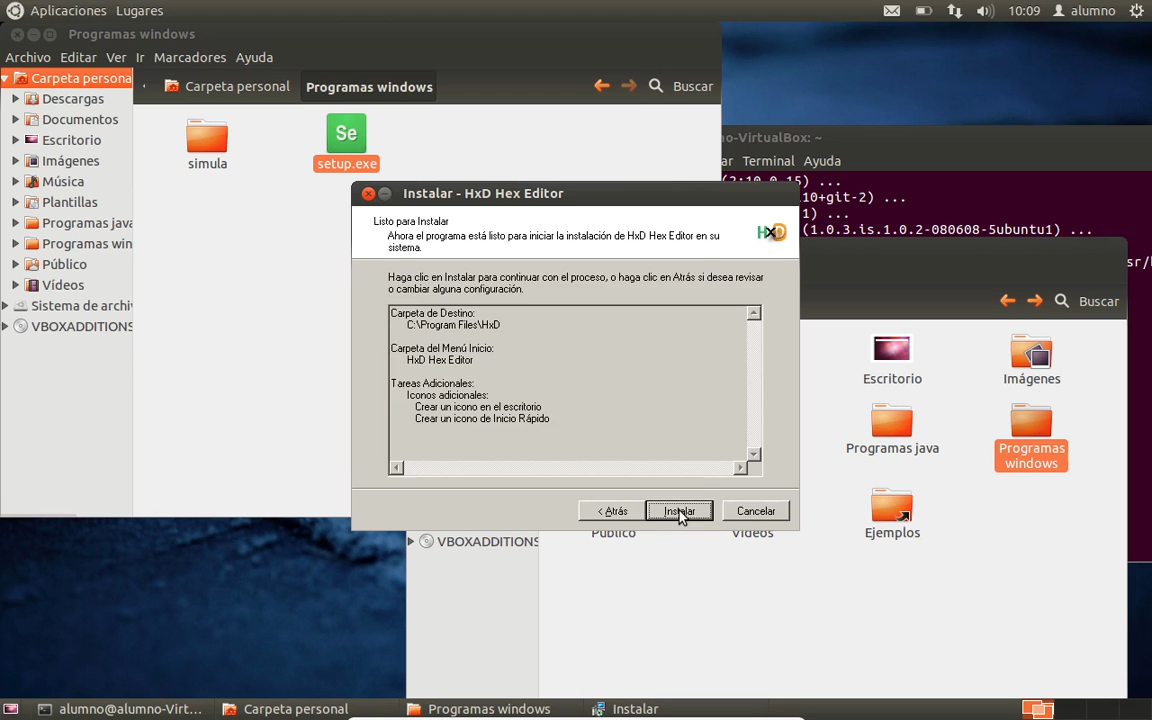 Aplicaciones Lugares
10:09 alumno
Programas windows
Archivo Editar Ver Ir Marcadores Ayuda
Carpeta persona
Carpeta personal
Programas windows
Buscar
Descargas
Documentos
Escritorio
Imágenes
Música
Plantillas
Programas java
Programas win
Público
Vídeos
Sistema de archi
VBOXADDITIONS
simula
Se
setup.exe
no-VirtualBox: ~
ar Terminal Ayuda
(2:10.0.15) ...
10+git-2) ...
1) ...
(1.0.3.is.1.0.2-080608-5ubuntu1) ...
sr/
Instalar - HxD Hex Editor
Listo para Instalar
Ahora el programa está listo para iniciar la instalación de HxD Hex Editor en su
sistema.
HxD
Haga clic en Instalar para continuar con el proceso, o haga clic en Atrás si desea revisar
o cambiar alguna configuración.
Carpeta de Destino:
C:\Program Files\HxD
Carpeta del Menú Inicio:
HxD Hex Editor
Tareas Adicionales:
Iconos adicionales:
Crear un icono en el escritorio
Crear un icono de Inicio Rápido
< Atrás
Instalar
Cancelar
Buscar
Escritorio
Imágenes
Programas java
Programas
windows
Público
Vídeos
Ejemplos
VBOXADDITIONS
alumno@alumno-Virt...
Carpeta personal
Programas windows
Instalar